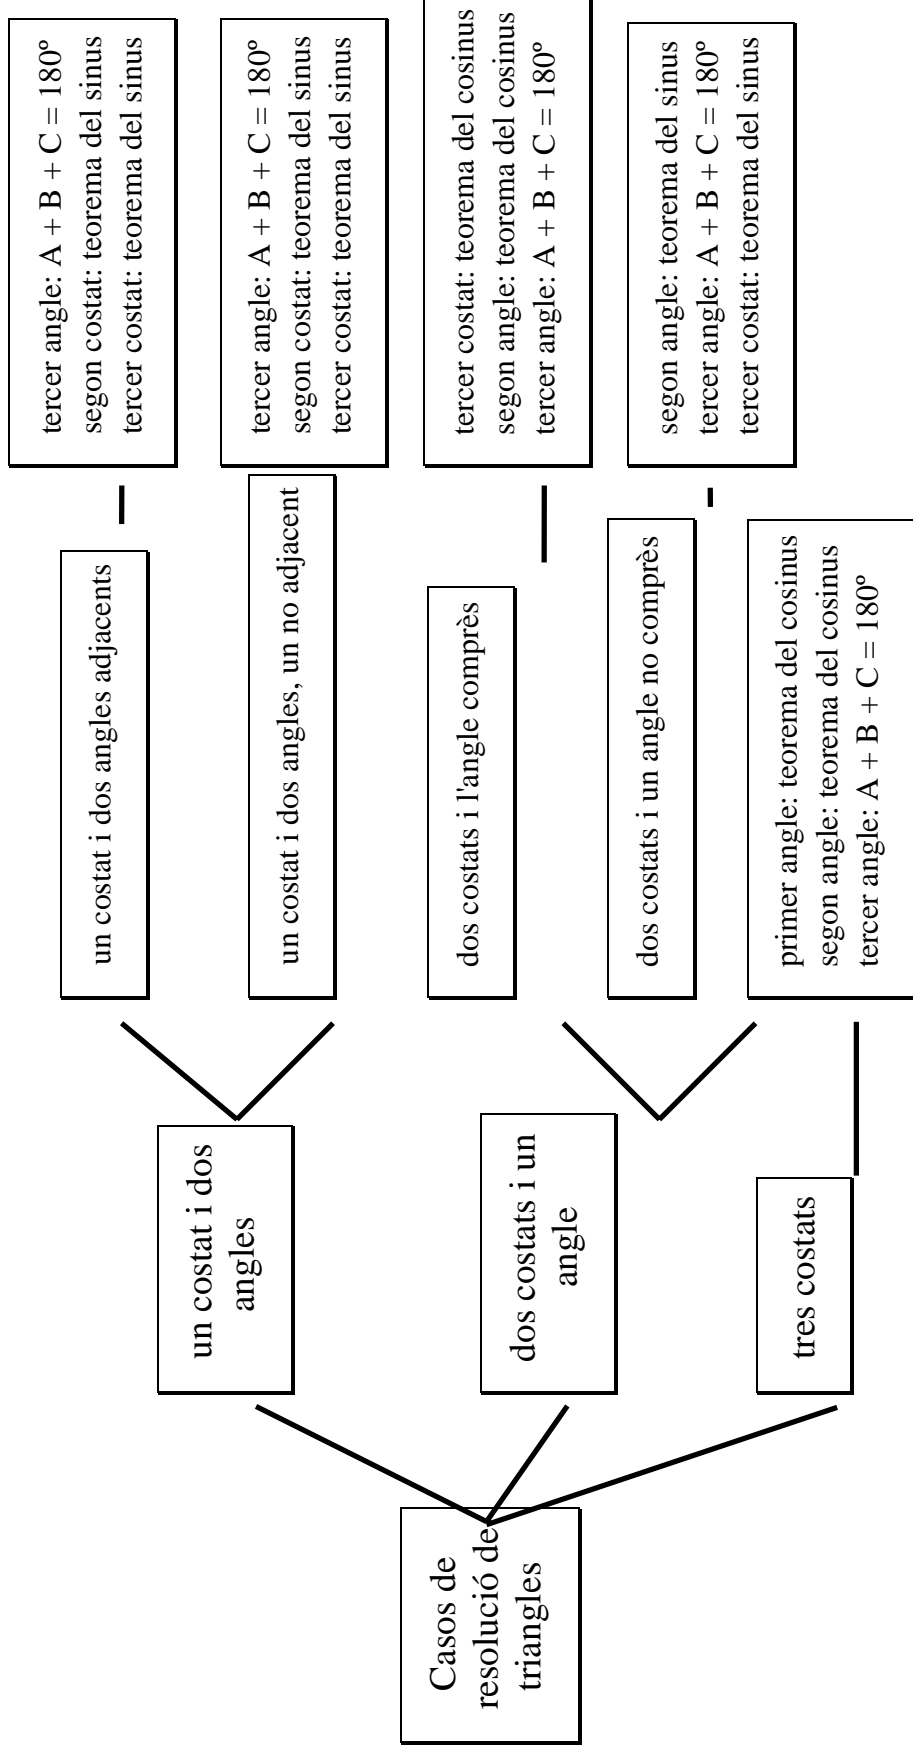 Casos de
resolució de
triangles
un costat i dos
angles
un costat i dos angles adjacents
tercer angle: A + B + C = 180º
segon costat: teorema del sinus
tercer costat: teorema del sinus
un costat i dos angles, un no adjacent
tercer angle: A + B + C = 180º
segon costat: teorema del sinus
tercer costat: teorema del sinus
dos costats i un
angle
dos costats i l'angle comprès
tercer costat: teorema del cosinus
segon angle: teorema del cosinus
tercer angle: A + B + C = 180º
dos costats i un angle no comprès
segon angle: teorema del sinus
tercer angle: A + B + C = 180º
tercer costat: teorema del sinus
tres costats
primer angle: teorema del cosinus
segon angle: teorema del cosinus
tercer angle: A + B + C = 180º